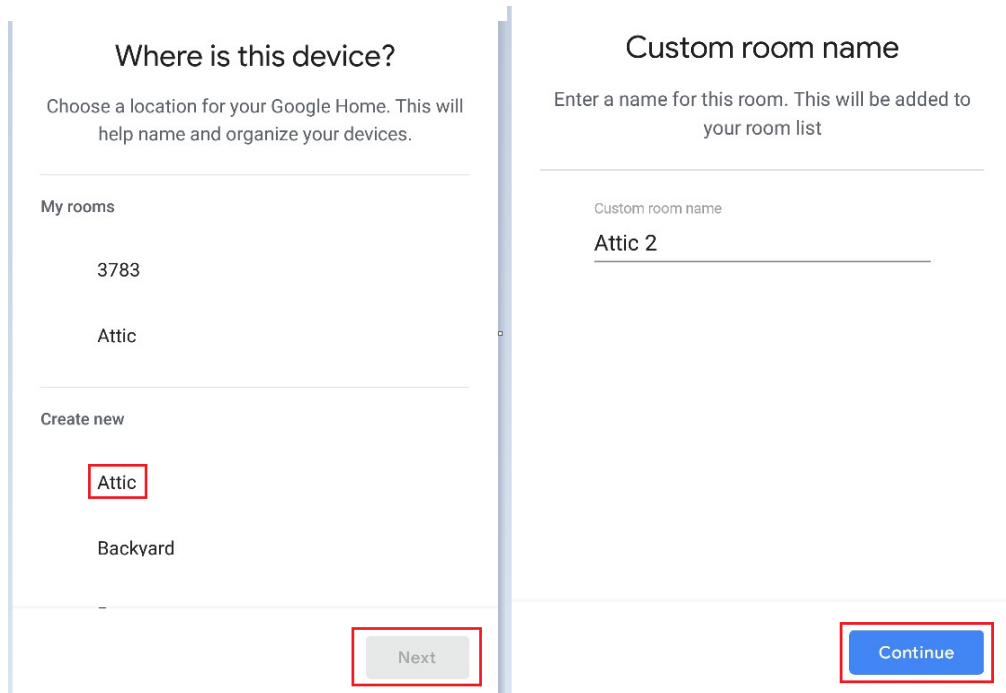 Where is this device?
Choose a location for your Google Home. This will
help name and organize your devices.
My rooms
3783
Attic
Create new
Attic
Backyard
Next
Custom room name
Enter a name for this room. This will be added to
your room list
Custom room name
Attic 2
Continue